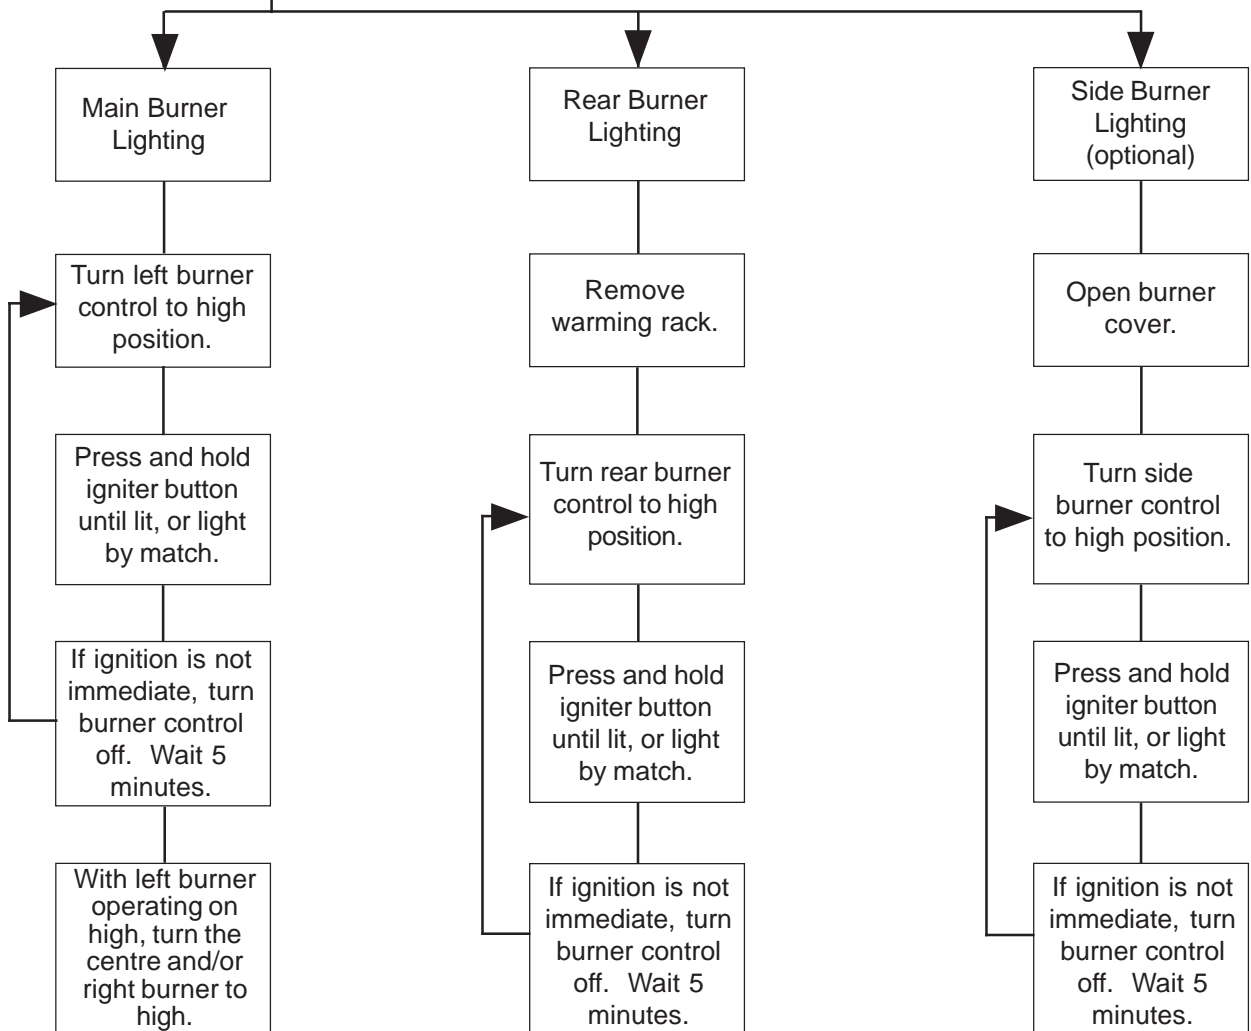 Main Burner
Lighting
Turn left burner
control to high
position.
Press and hold
igniter button
until lit, or light
by match.
If ignition is not
immediate, turn
burner control
off. Wait 5
minutes.
With left burner
operating on
high, turn the
centre and/or
right burner to
high.
Rear Burner
Lighting
Remove
warming rack.
Turn rear burner
control to high
position.
Press and hold
igniter button
until lit, or light
by match.
If ignition is not
immediate, turn
burner control
off. Wait 5
minutes.
Side Burner
Lighting
(optional)
Open burner
cover.
Turn side
burner control
to high position.
Press and hold
igniter button
until lit, or light
by match.
If ignition is not
immediate, turn
burner control
off. Wait 5
minutes.